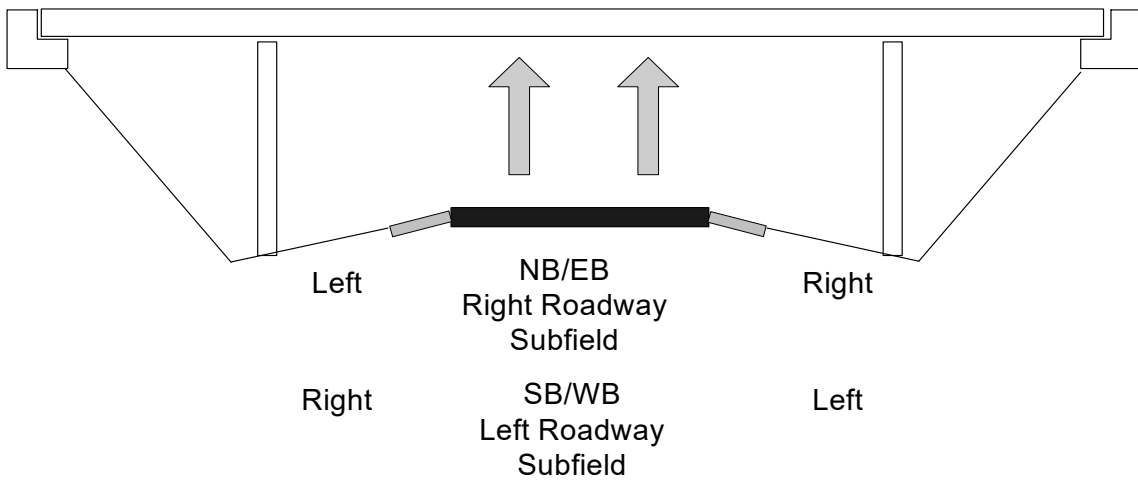 Left
NB/EB
Right Roadway
Subfield
Right
Right
SB/WB
Left Roadway
Subfield
Left